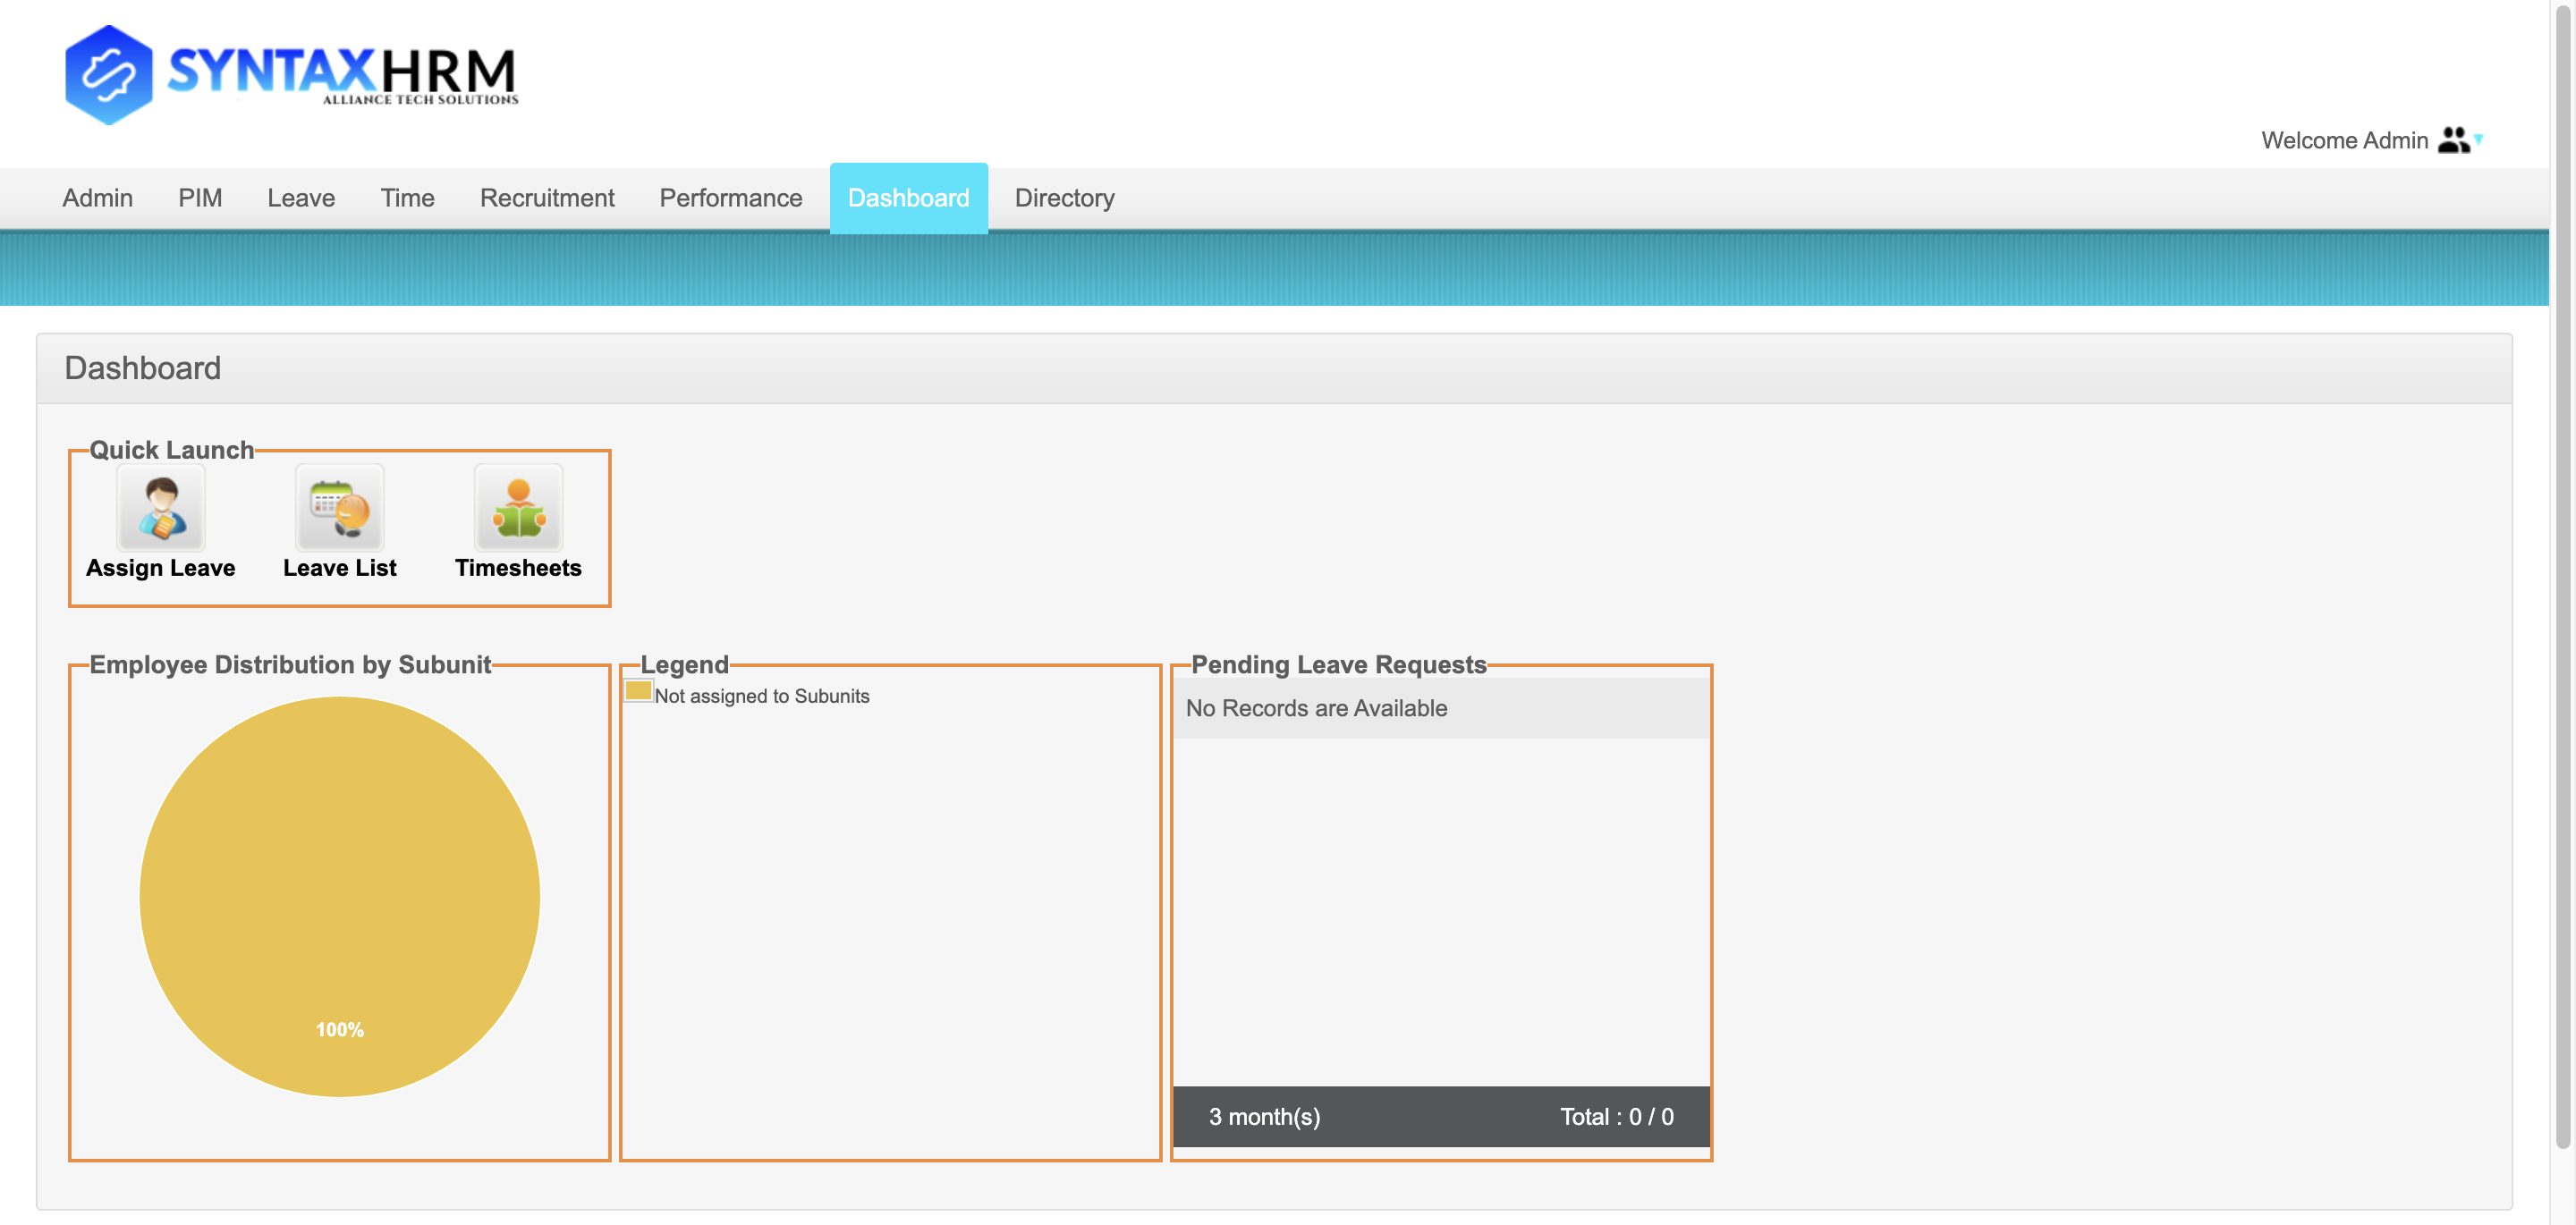 SYNTAXHRM
ALLIANCE TECH SOLUTIONS
Welcome Admin
Admin PIM Leave Time Recruitment Performance Dashboard Directory
Dashboard
Quick Launch
Assign Leave Leave List Timesheets
Employee Distribution by Subunit
100%
Legend
Not assigned to Subunits
Pending Leave Requests
No Records are Available
3 month(s) Total : 0 / 0